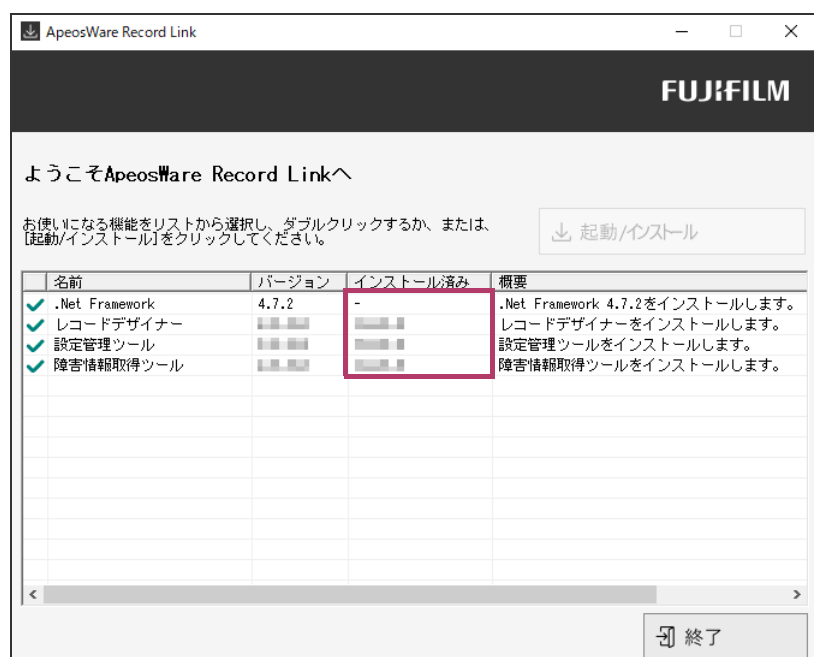 ApeosWare Record Link
FUJIFILM
ようこそApeosWare Record Linkへ
お使いになる機能をリストから選択し、ダブルクリックするか、または、
[起動/インストール]をクリックしてください。
起動/インストール
名前 バージョン インストール済み 概要
.Net Framework 4.7.2 - .Net Framework 4.7.2をインストールします。
レコードデザイナー レコードデザイナーをインストールします。
設定管理ツール 設定管理ツールをインストールします。
障害情報取得ツール 障害情報取得ツールをインストールします。
終了